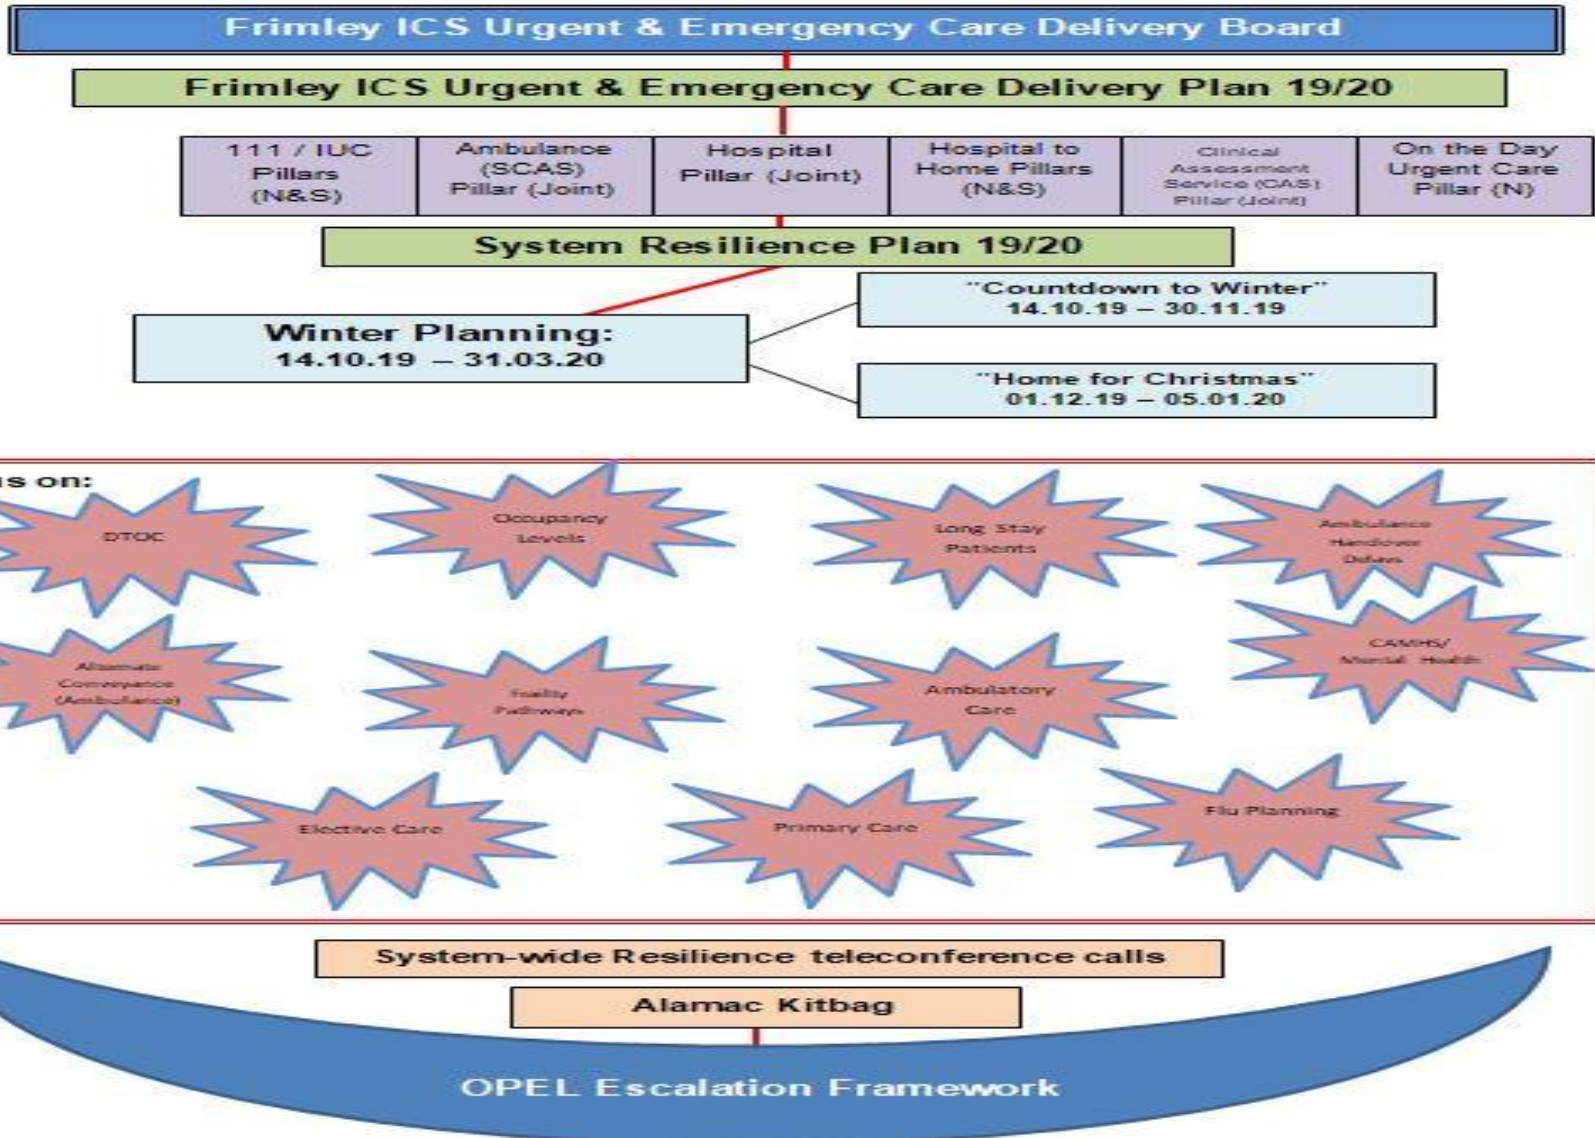 Frimley ICS Urgent & Emergency Care Delivery Board
Frimley ICS Urgent & Emergency Care Delivery Plan 19/20
111 / IUC
Pillars
(N&S)
Ambulance
(SCAS)
Pillar (Joint)
Hospital
Pillar (Joint)
Hospital to
Home Pillars
(N&S)
Clinical
Assessment
Service (CAS)
Pillar (Joint)
On the Day
Urgent Care
Pillar (N)
System Resilience Plan 19/20
"Countdown to Winter"
14.10.19 – 30.11.19
Winter Planning:
14.10.19 – 31.03.20
"Home for Christmas"
01.12.19 – 05.01.20
on:
DTOC
Occupancy
Levels
Long Stay
Patients
Ambulance
Handover
Delays
Alternate
Conveyance
(Ambulance)
Frailty
Pathways
Ambulatory
Care
CAMHS/
Mental Health
Elective Care
Primary Care
Flu Planning
System-wide Resilience teleconference calls
Alamac Kitbag
OPEL Escalation Framework